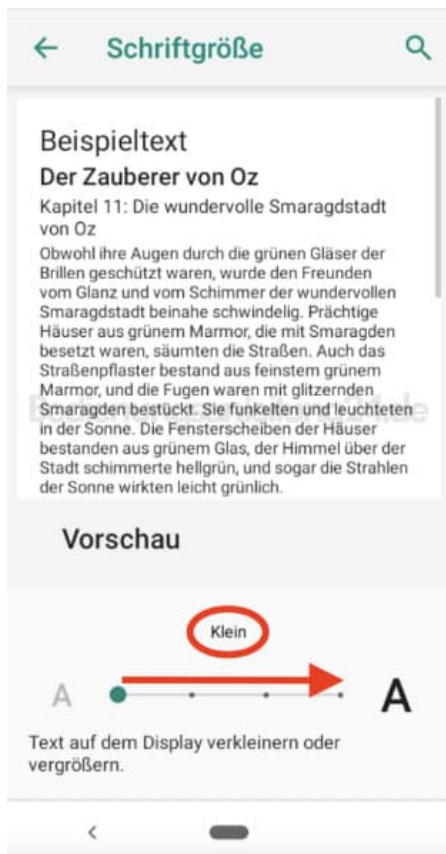 Schriftgröße
Beispieltext
Der Zauberer von Oz
Kapitel 11: Die wundervolle Smaragdstadt
von Oz
Obwohl ihre Augen durch die grünen Gläser der
Brillen geschützt waren, wurde den Freunden
vom Glanz und vom Schimmer der wundervollen
Smaragdstadt beinahe schwindelig. Prächtige
Häuser aus grünem Marmor, die mit Smaragden
besetzt waren, säumten die Straßen. Auch das
Straßenpflaster bestand aus feinstem grünem
Marmor, und die Fugen waren mit glitzernden
Smaragden bestückt. Sie funkelten und leuchteten
in der Sonne. Die Fensterscheiben der Häuser
bestanden aus grünem Glas, der Himmel über der
Stadt schimmerte hellgrün, und sogar die Strahlen
der Sonne wirkten leicht grünlich.
Vorschau
Klein
A A
Text auf dem Display verkleinern oder
vergrößern.